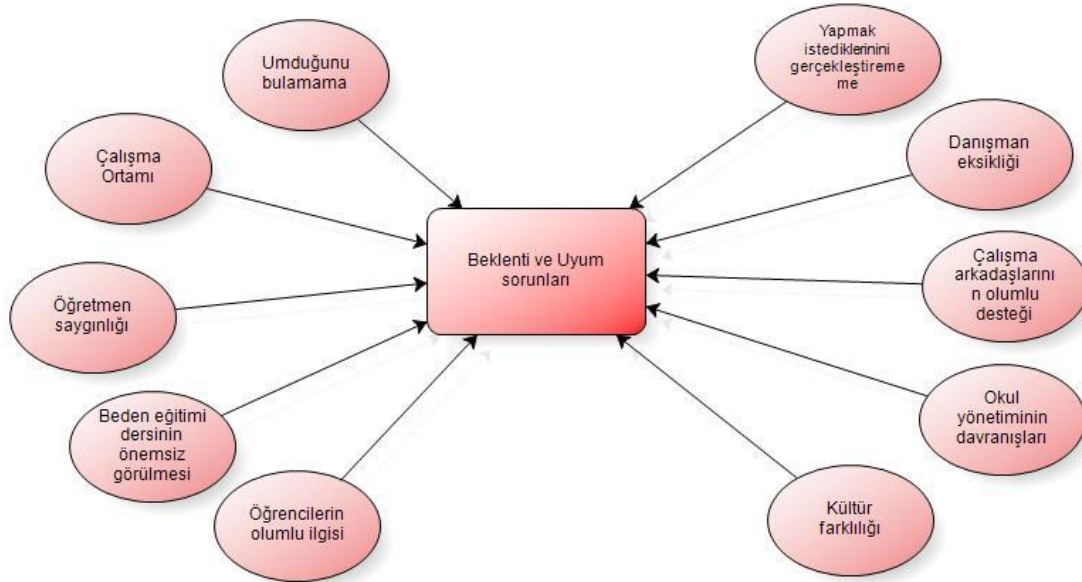 Umduğunu
bulamama
Yapmak
istediklerinini
gerçekleştireme
me
Çalışma
Ortamı
Danışman
eksikliği
Beklenti ve Uyum
sorunları
Öğretmen
saygınlığı
Çalışma
arkadaşlarını
n olumlu
desteği
Beden eğitimi
dersinin
önemsiz
görülmesi
Okul
yönetiminin
davranışları
Öğrencilerin
olumlu ilgisi
Kültür
farklılığı